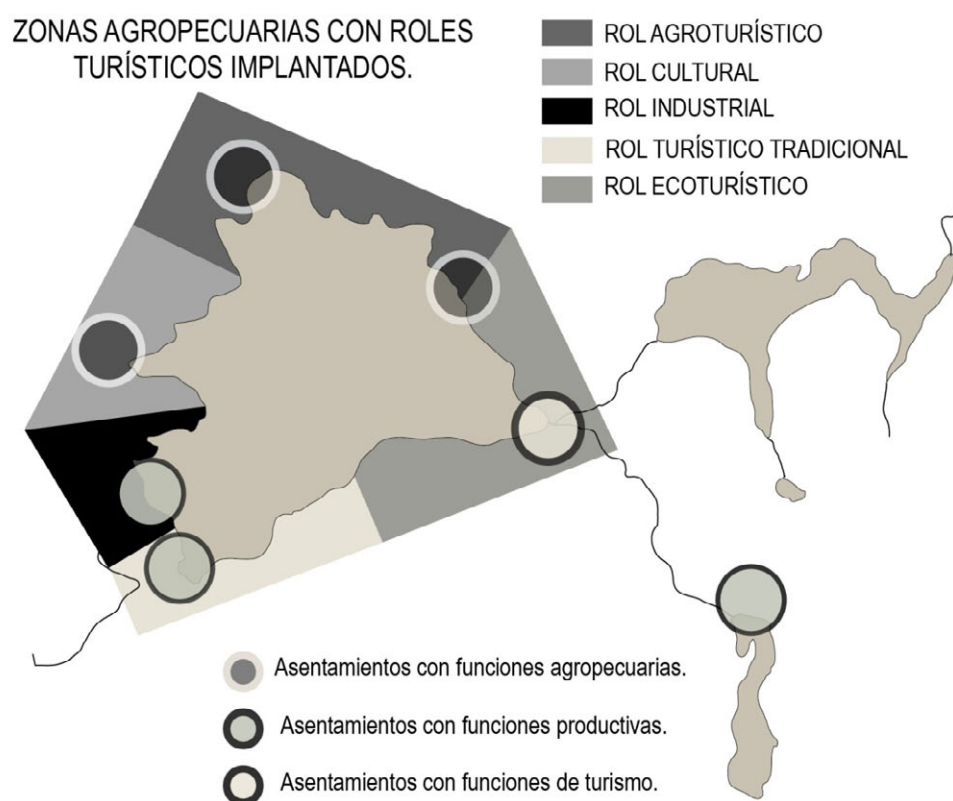 ZONAS AGROPECUARIAS CON ROLES
TURÍSTICOS IMPLANTADOS.
ROL AGROTURÍSTICO
ROL CULTURAL
ROL INDUSTRIAL
ROL TURÍSTICO TRADICIONAL
ROL ECOTURÍSTICO
Asentamientos con funciones agropecuarias.
Asentamientos con funciones productivas.
Asentamientos con funciones de turismo.